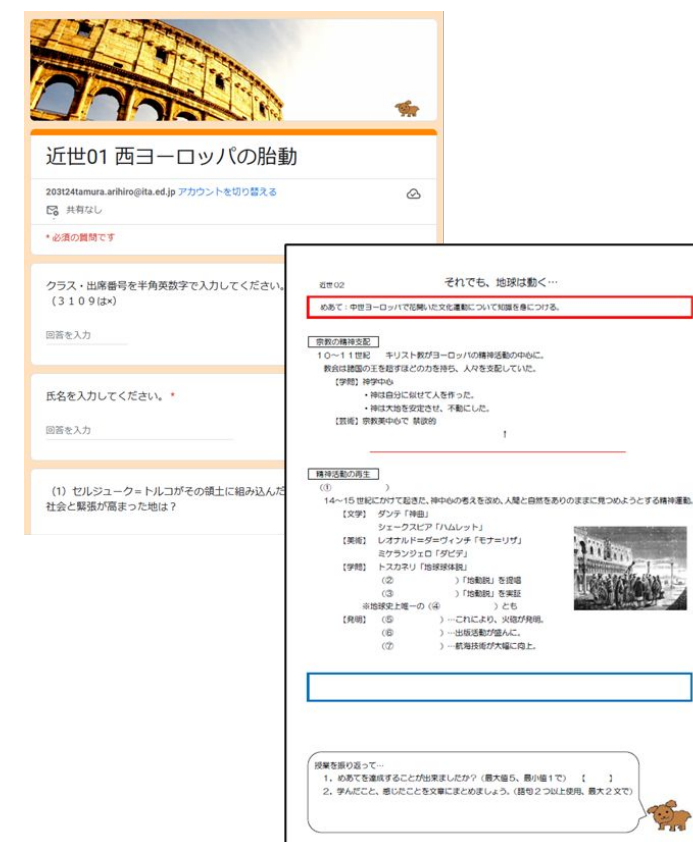 近世01 西ヨーロッパの胎動
203t24tamura.arihiro@ita.ed.jp アカウントを切り替える
共有なし
* 必須の質問です
クラス・出席番号を半角英数字で入力してください。
（３１０９は×）
回答を入力
氏名を入力してください。 *
回答を入力
（1）セルジューク＝トルコがその領土に組み込んだ
社会と緊張が高まった地は？
近世02 それでも、地球は動く…
めあて：中世ヨーロッパで花開いた文化運動について知識を身につける。
宗教の精神支配
１０～１１世紀 キリスト教がヨーロッパの精神活動の中心に。
教会は諸国の王を超すほどの力を持ち、人々を支配していた。
【学問】神学中心
・神は自分に似せて人を作った。
・神は大地を安定させ、不動にした。
【芸術】宗教美中心で 禁欲的
↑
精神活動の再生
（① ）
14～15世紀にかけて起きた、神中心の考えを改め、人間と自然をありのままに見つめようとする精神運動。
【文学】 ダンテ「神曲」
シェークスピア「ハムレット」
【美術】 レオナルド＝ダ＝ヴィンチ「モナ＝リザ」
ミケランジェロ「ダビデ」
【学問】 トスカネリ「地球球体説」
（② ）「地動説」を提唱
（③ ）「地動説」を実証
※地球史上唯一の（④ ）とも
【発明】 （⑤ ）…これにより、火砲が発明。
（⑥ ）…出版活動が盛んに。
（⑦ ）…航海技術が大幅に向上。
授業を振り返って…
１、めあてを達成することが出来ましたか？（最大値５、最小値１で） 【 】
２、学んだこと、感じたことを文章にまとめましょう。（語句２つ以上使用、最大２文で）